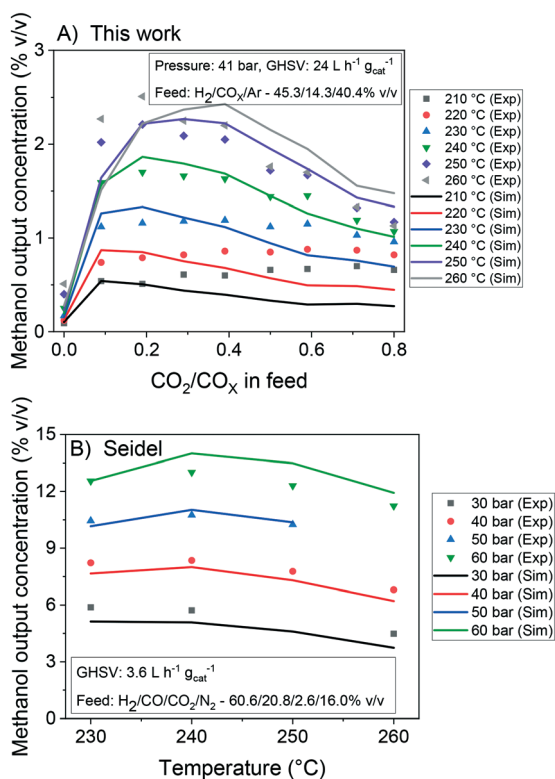 A) This work
Pressure: 41 bar, GHSV: 24 L h⁻¹ g_cat⁻¹
Feed: H₂/CO_X/Ar - 45.3/14.3/40.4% v/v
Methanol output concentration (% v/v)
3
2
1
0
0.0 0.2 0.4 0.6 0.8
CO₂/CO_X in feed
210 °C (Exp)
220 °C (Exp)
230 °C (Exp)
240 °C (Exp)
250 °C (Exp)
260 °C (Exp)
210 °C (Sim)
220 °C (Sim)
230 °C (Sim)
240 °C (Sim)
250 °C (Sim)
260 °C (Sim)
B) Seidel
Methanol output concentration (% v/v)
15
12
9
6
3
0
GHSV: 3.6 L h⁻¹ g_cat⁻¹
Feed: H₂/CO/CO₂/N₂ - 60.6/20.8/2.6/16.0% v/v
230 240 250 260
Temperature (°C)
30 bar (Exp)
40 bar (Exp)
50 bar (Exp)
60 bar (Exp)
30 bar (Sim)
40 bar (Sim)
50 bar (Sim)
60 bar (Sim)